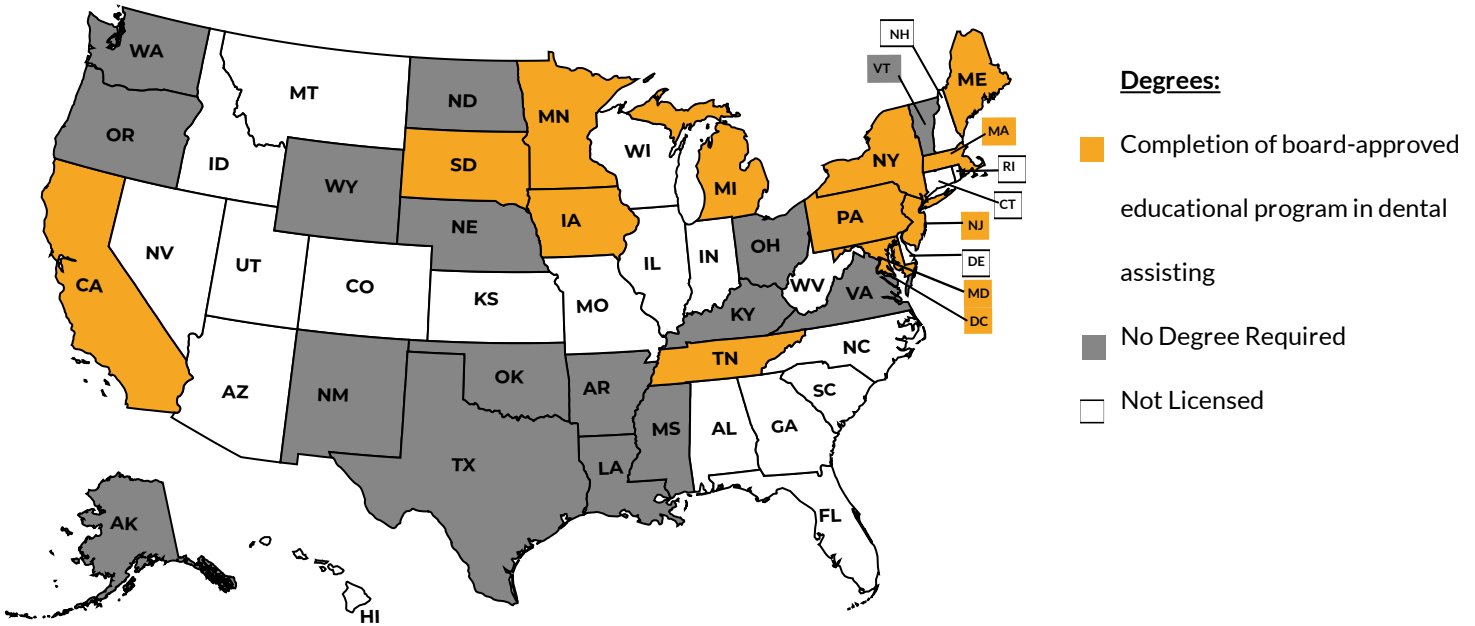 NH
WA
VT
ME
MT
ND
MN
OR
MA
WI
ID
SD
NY
RI
WY
MI
CT
PA
IA
NJ
NE
OH
NV
IN
DE
UT
IL
CA
CO
WV
MD
VA
KS
MO
KY
DC
NC
TN
OK
AR
AZ
NM
SC
MS
AL
GA
TX
LA
FL
AK
HI
Degrees:
Completion of board-approved
educational program in dental
assisting
No Degree Required
Not Licensed